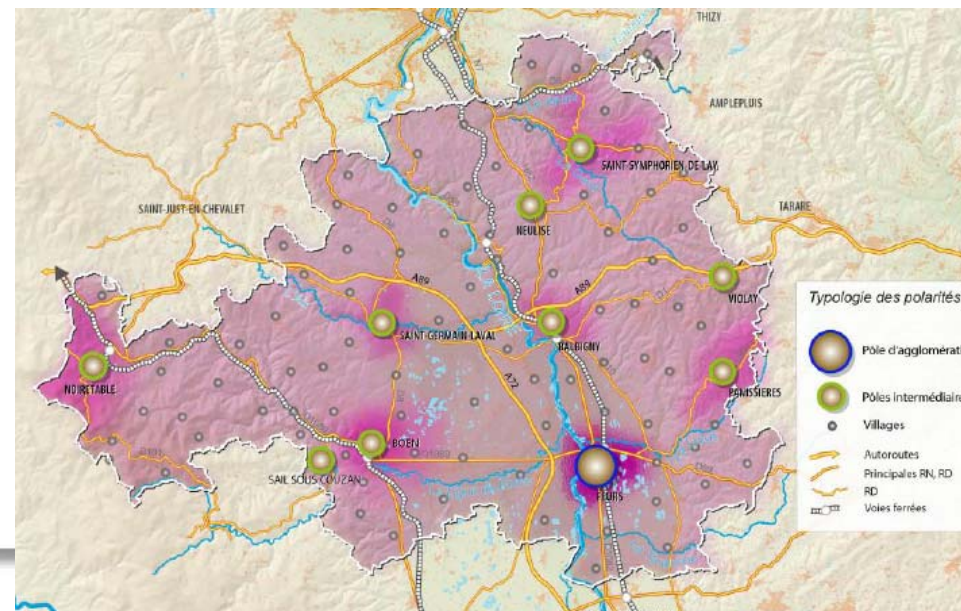 THIZY
AMPLEPUIS
SAINT-SYMPHORIEN-DE-LAY
SAINT-JUST-EN-CHEVALET
TARARE
NEULISE
A89
A89
VIOLAY
SAINT-GERMAIN LAVAL
BALBIGNY
NOIRETABLE
A72
PANISSIERES
BOEN
SAIL SOUS COUZAN
FEURS
Typologie des polarités
Pôle d'agglomérati
Pôles intermédiaire
Villages
Autoroutes
Principales RN, RD
RD
Voies ferrées